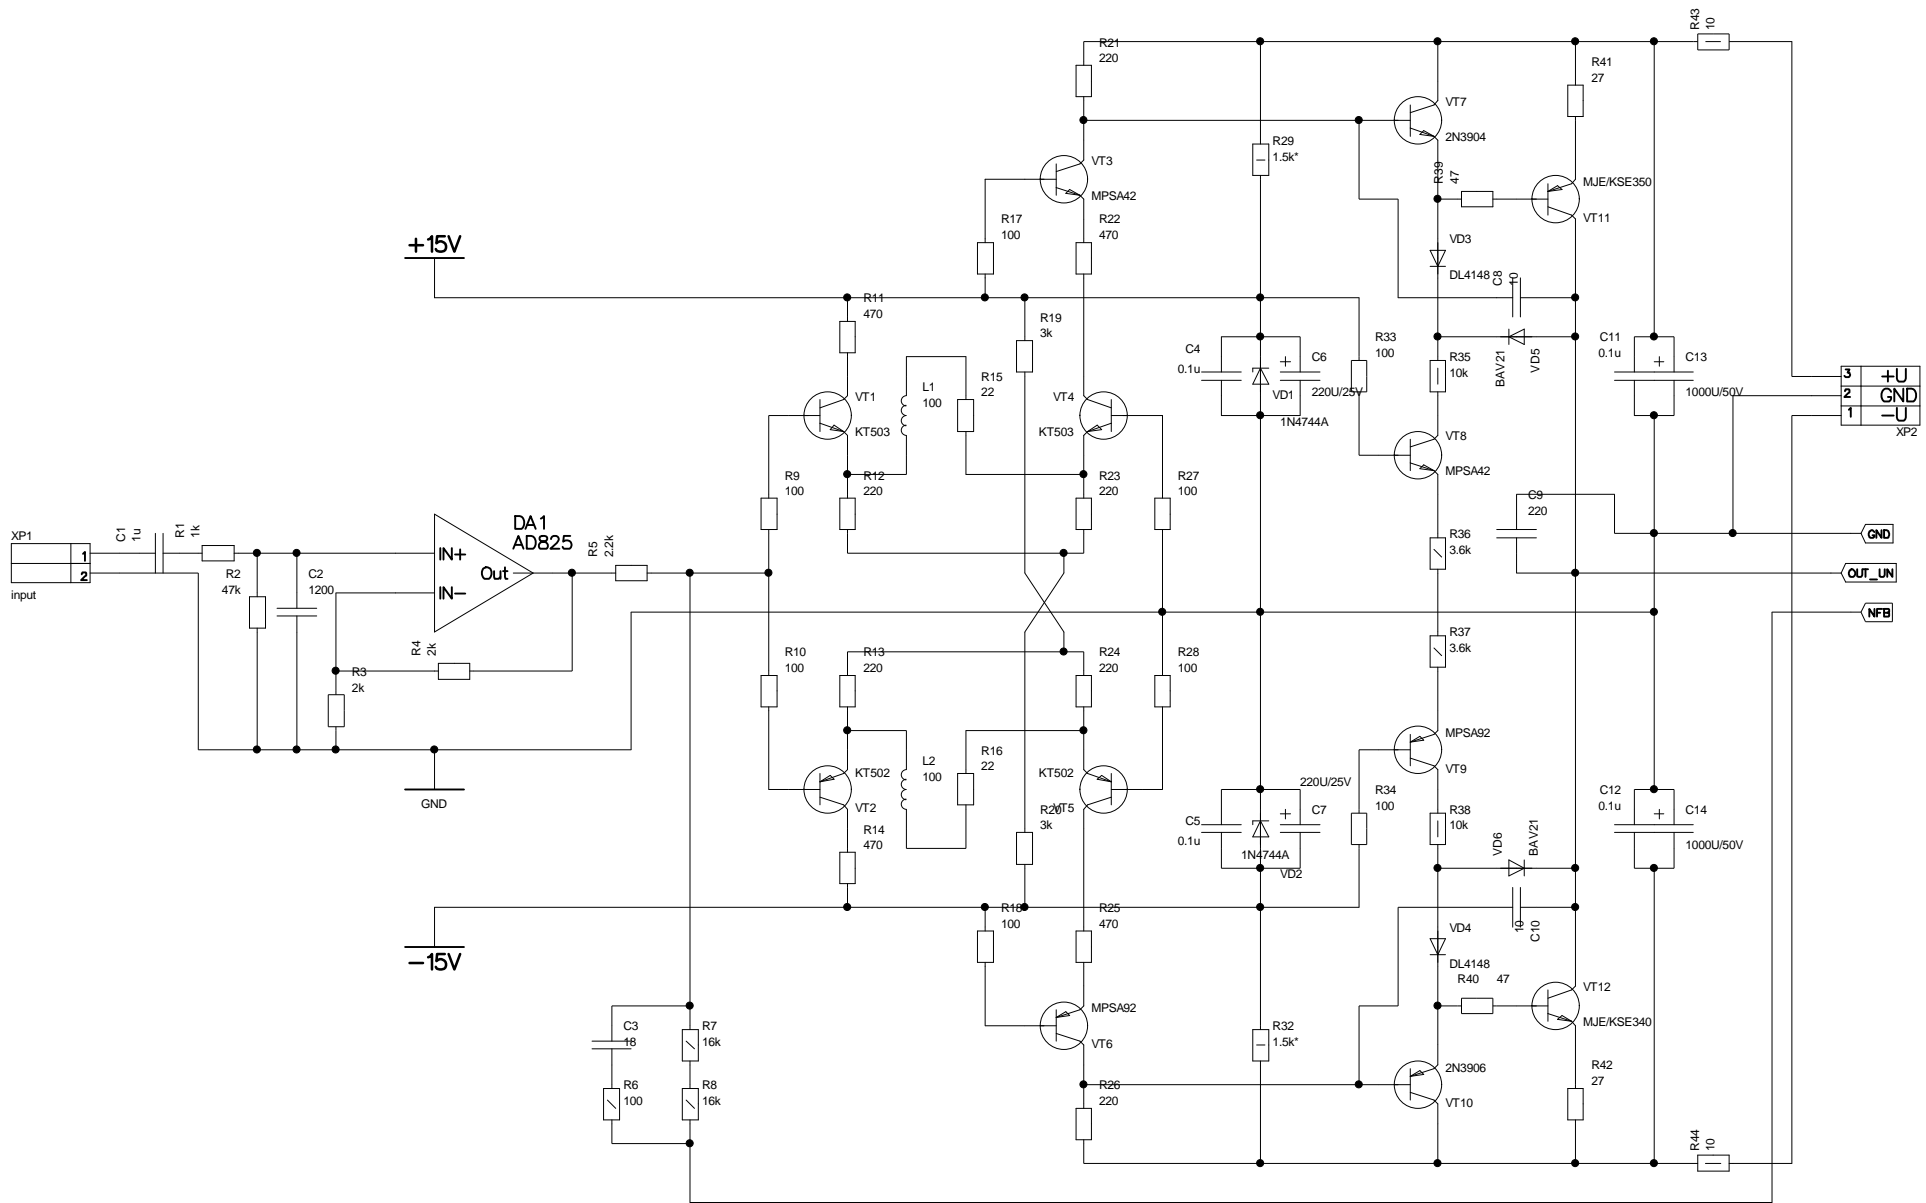 R43
10
R21
220
R41
27
VT7
2N3904
R29
1.5k*
VT3
MPSA42
R39
47
MJE/KSE350
VT11
R17
100
R22
470
+15V
VD3
DL4148
C8
10
R11
470
R19
3k
R33
100
C4
0.1u
C6
220U/25V
VD1
1N4744A
R35
10k
BAV21
VD5
C11
0.1u
C13
1000U/50V
3 +U
2 GND
1 -U
XP2
L1
100
R15
22
VT1
KT503
VT4
KT503
VT8
MPSA42
R9
100
R12
220
R23
220
R27
100
C9
220
XP1
1
2
input
C1
1u
R1
1k
R2
47k
C2
1200
DA1
AD825
IN+
Out
IN-
R5
2.2k
R36
3.6k
GND
OUT_UN
NFB
R4
2k
R3
2k
R10
100
R13
220
R24
220
R28
100
R37
3.6k
GND
KT502
VT2
L2
100
R16
22
KT502
VT5
MPSA92
VT9
220U/25V
R34
100
R14
470
R20
3k
C5
0.1u
C7
1N4744A
VD2
R38
10k
VD6
BAV21
C12
0.1u
C14
1000U/50V
-15V
R18
100
R25
470
10
C10
VD4
DL4148
R40
47
VT12
MJE/KSE340
MPSA92
VT6
C3
18
R7
16k
R6
100
R8
16k
R32
1.5k*
R26
220
2N3906
VT10
R42
27
R44
10